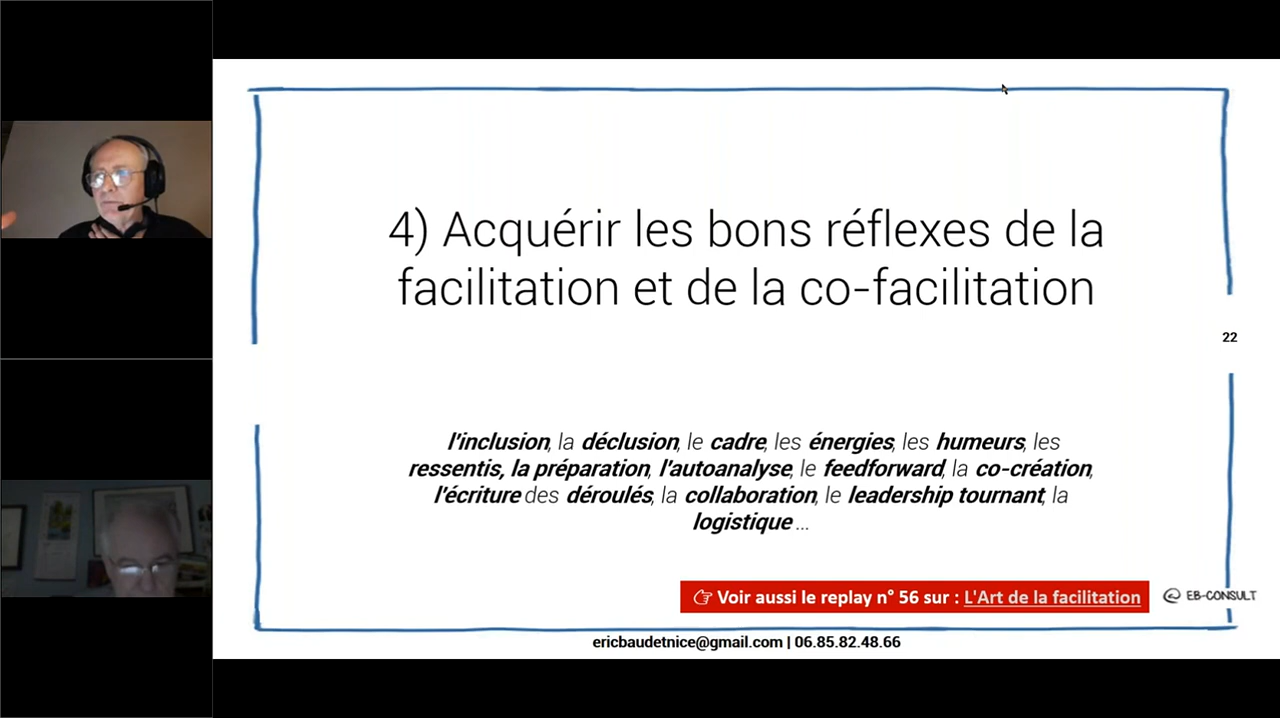 4) Acquérir les bons réflexes de la
facilitation et de la co-facilitation
22
l'inclusion, la déclusion, le cadre, les énergies, les humeurs, les
ressentis, la préparation, l'autoanalyse, le feedforward, la co-création,
l'écriture des déroulés, la collaboration, le leadership tournant, la
logistique ...
☞ Voir aussi le replay n° 56 sur : L'Art de la facilitation
@ EB-CONSULT
ericbaudetnice@gmail.com | 06.85.82.48.66